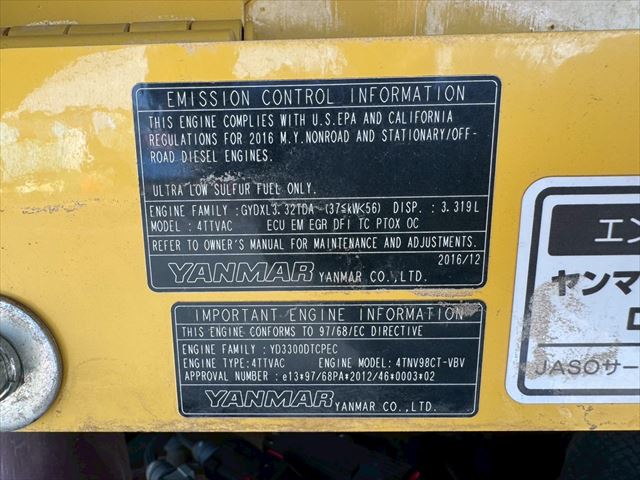 EMISSION CONTROL INFORMATION
THIS ENGINE COMPLIES WITH U.S.EPA AND CALIFORNIA
REGULATIONS FOR 2016 M.Y.NONROAD AND STATIONARY/OFF-
ROAD DIESEL ENGINES.
ULTRA LOW SULFUR FUEL ONLY.
ENGINE FAMILY : GYDXL3.32TDA (37≤kW<56) DISP. : 3.319L
MODEL : 4TTVAC ECU EM EGR DFI TC PTOX OC
REFER TO OWNER'S MANUAL FOR MAINTENANCE AND ADJUSTMENTS.
2016/12
YANMAR YANMAR CO.,LTD.
IMPORTANT ENGINE INFORMATION
THIS ENGINE CONFORMS TO 97/68/EC DIRECTIVE
ENGINE FAMILY : YD3300DTCPEC
ENGINE TYPE:4TTVAC ENGINE MODEL:4TNV98CT-VBV
APPROVAL NUMBER : e13*97/68PA*2012/46*0003*02
YANMAR YANMAR CO.,LTD.
エン
ヤンマ
JASOサー